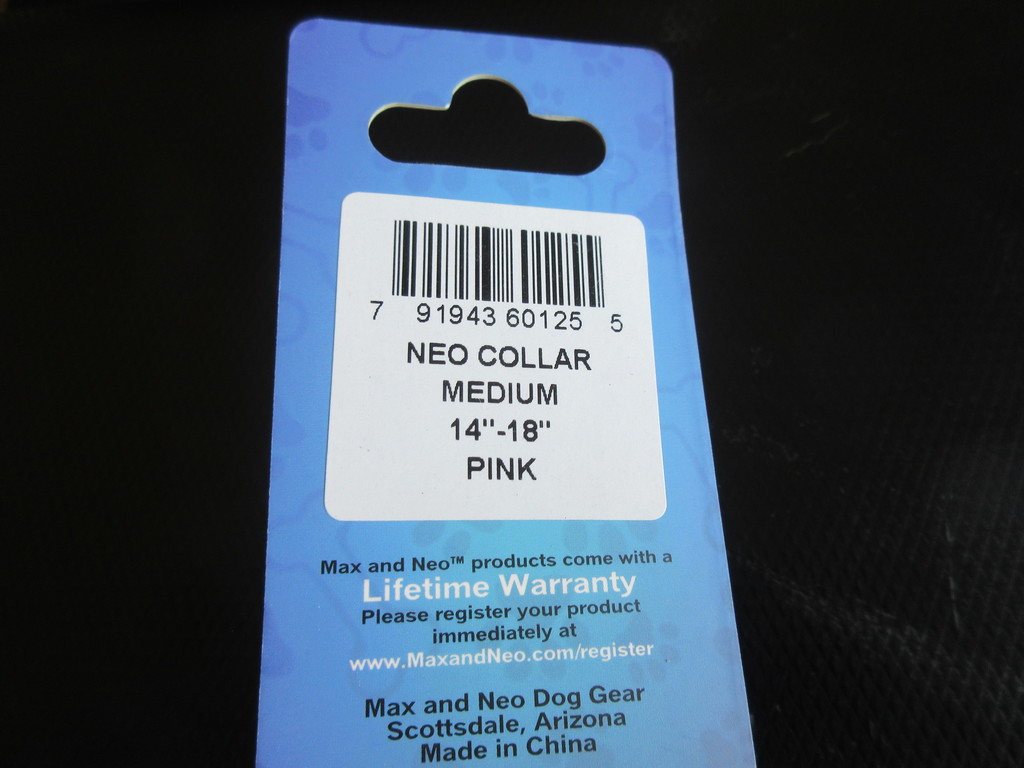 7 91943 60125 5
NEO COLLAR
MEDIUM
14"-18"
PINK
Max and Neo™ products come with a
Lifetime Warranty
Please register your product
immediately at
www.MaxandNeo.com/register
Max and Neo Dog Gear
Scottsdale, Arizona
Made in China